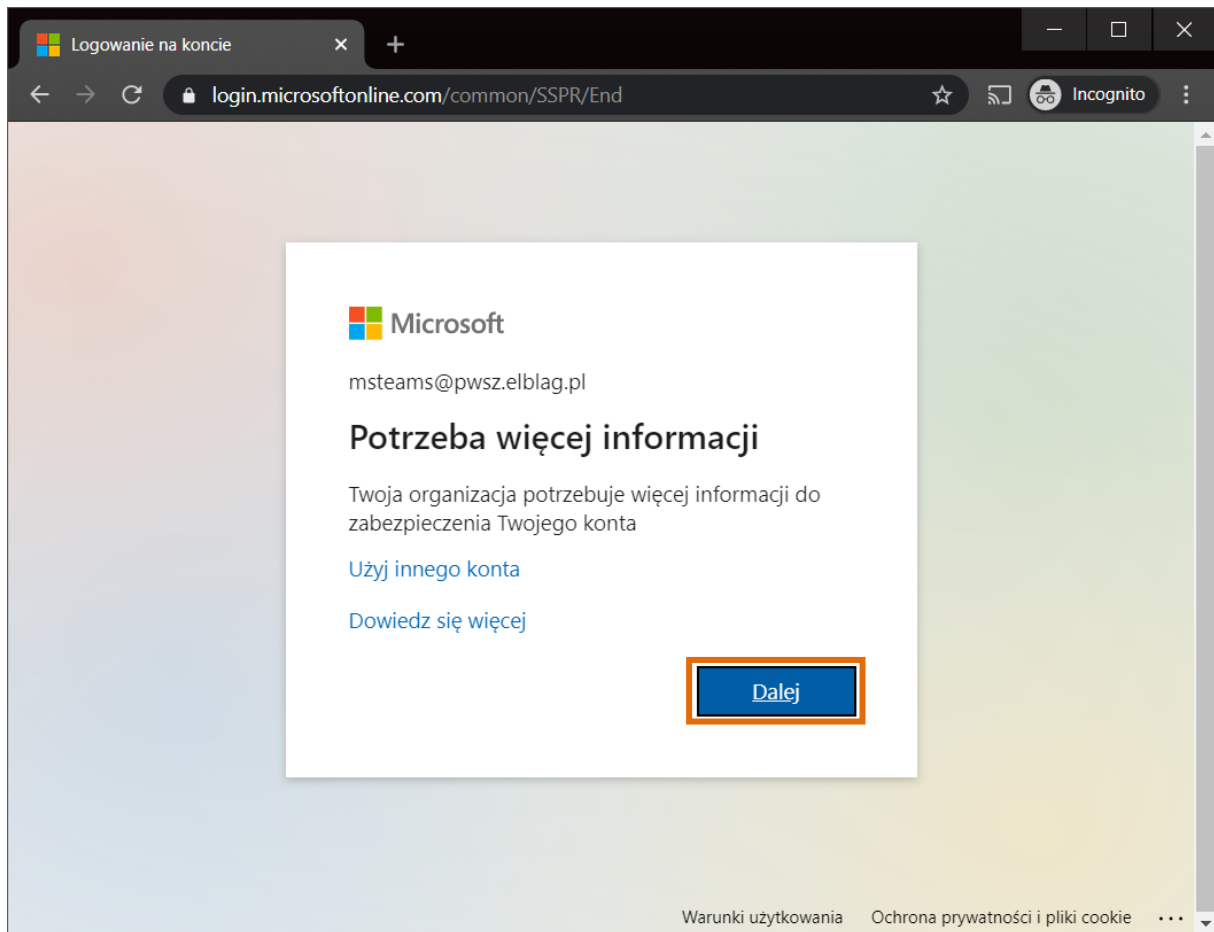 Logowanie na koncie
login.microsoftonline.com/common/SSPR/End
Incognito
Microsoft
msteams@pwsz.elblag.pl
Potrzeba więcej informacji
Twoja organizacja potrzebuje więcej informacji do
zabezpieczenia Twojego konta
Użyj innego konta
Dowiedz się więcej
Dalej
Warunki użytkowania Ochrona prywatności i pliki cookie ...